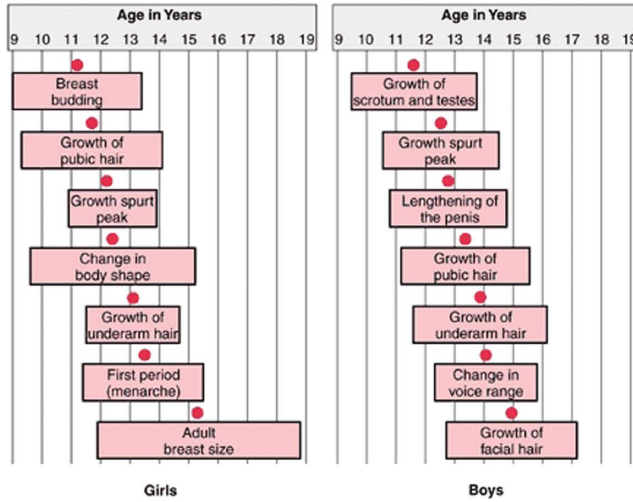 Age in Years
9 10 11 12 13 14 15 16 17 18 19
Breast
budding
Growth of
pubic hair
Growth spurt
peak
Change in
body shape
Growth of
underarm hair
First period
(menarche)
Adult
breast size
Girls
Age in Years
9 10 11 12 13 14 15 16 17 18 19
Growth of
scrotum and testes
Growth spurt
peak
Lengthening of
the penis
Growth of
pubic hair
Growth of
underarm hair
Change in
voice range
Growth of
facial hair
Boys